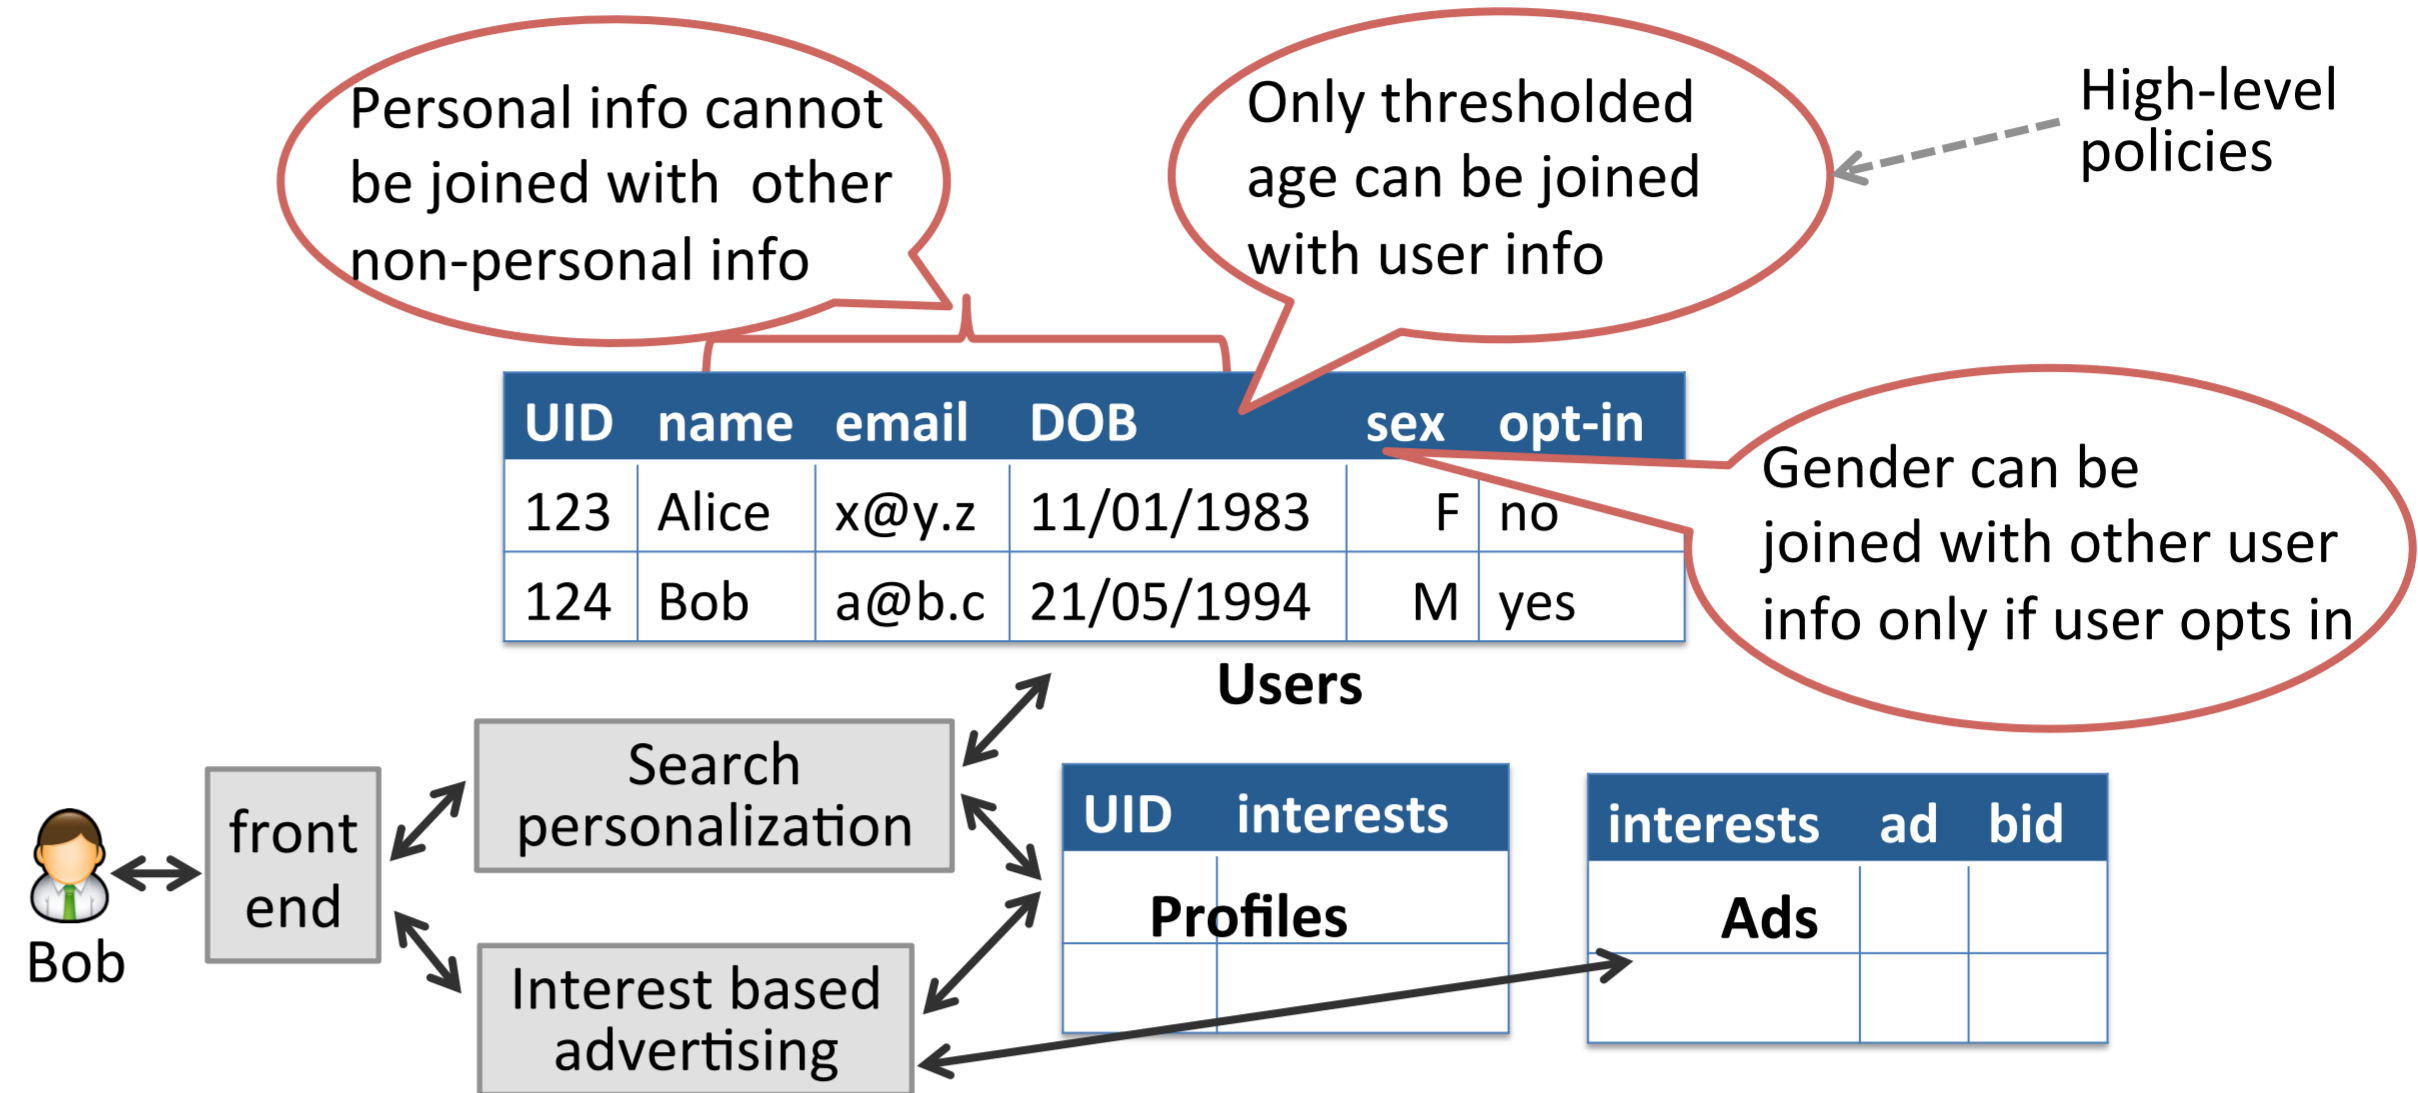 Personal info cannot
be joined with other
non-personal info
Only thresholded
age can be joined
with user info
High-level
policies
UID name email DOB sex opt-in
123 Alice x@y.z 11/01/1983 F no
124 Bob a@b.c 21/05/1994 M yes
Gender can be
joined with other user
info only if user opts in
Users
Search
personalization
front
end
Bob
Interest based
advertising
UID interests
Profiles
interests ad bid
Ads